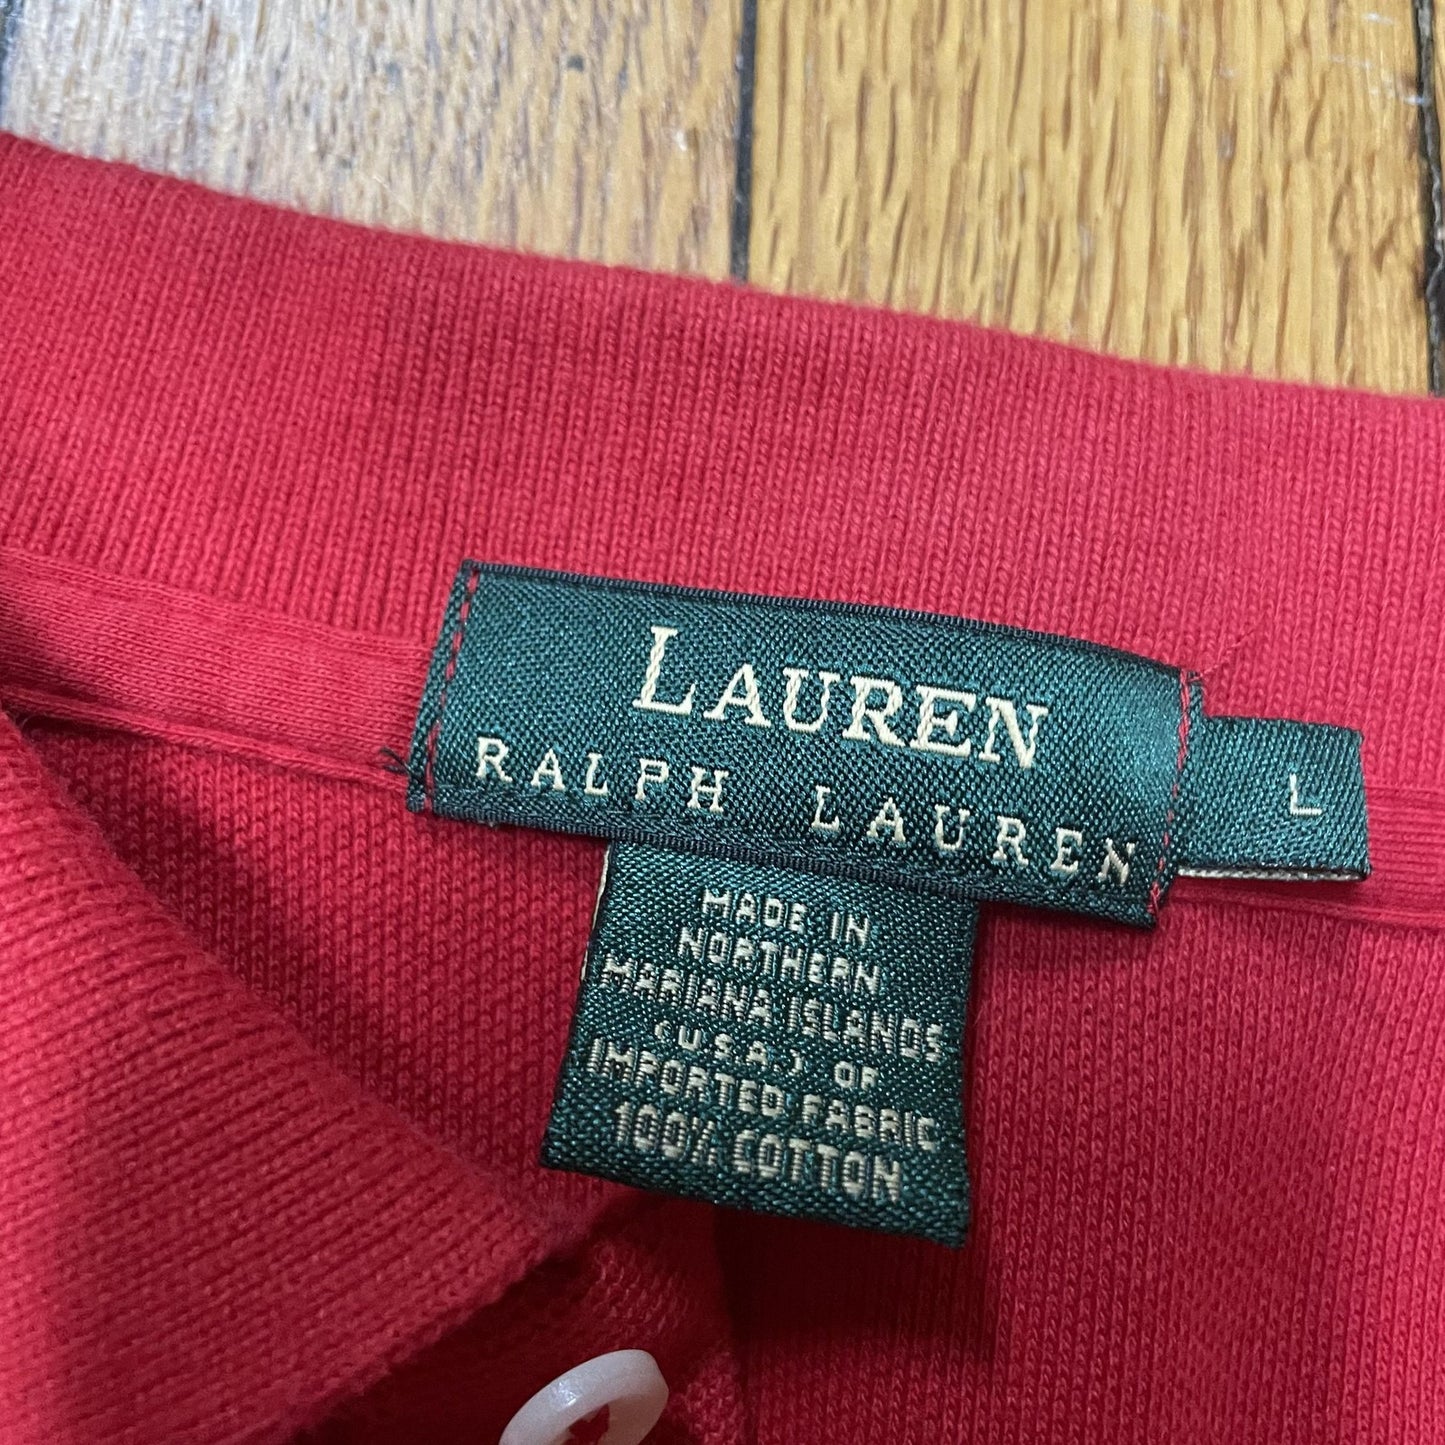 LAUREN
RALPH LAUREN
L
MADE IN
NORTHERN
MARIANA ISLANDS
(U.S.A.) OF
IMPORTED FABRIC
100% COTTON